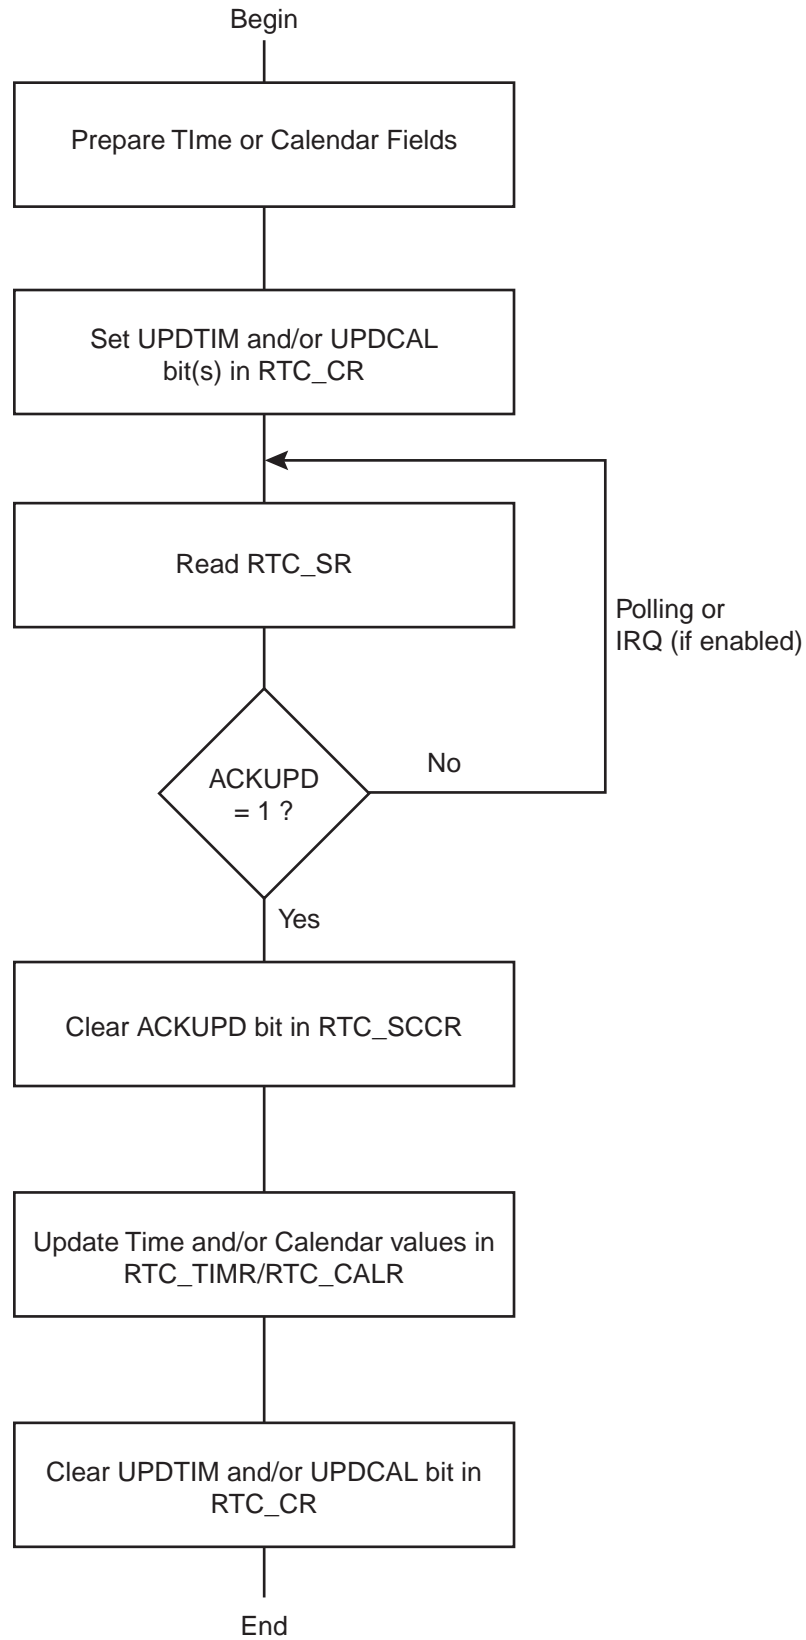 Begin
Prepare TIme or Calendar Fields
Set UPDTIM and/or UPDCAL
bit(s) in RTC_CR
Read RTC_SR
Polling or
IRQ (if enabled)
ACKUPD
= 1 ?
No
Yes
Clear ACKUPD bit in RTC_SCCR
Update Time and/or Calendar values in
RTC_TIMR/RTC_CALR
Clear UPDTIM and/or UPDCAL bit in
RTC_CR
End